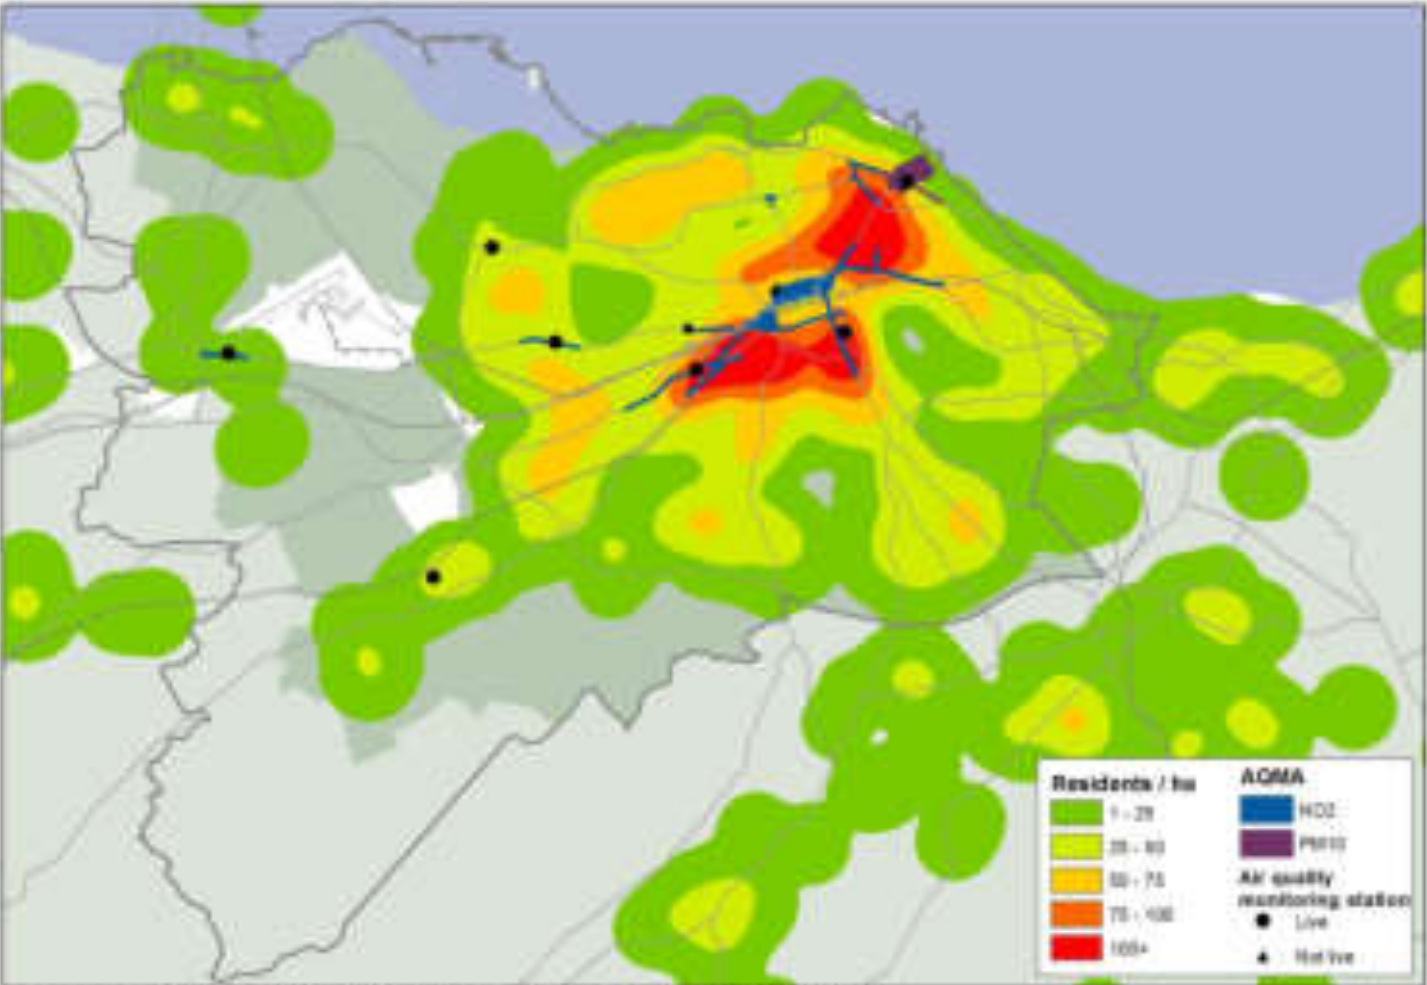 Residents / ha
1 - 25
25 - 50
50 - 75
75 - 100
100+
AQMA
NO2
PM10
Air quality
monitoring station
Live
Not live